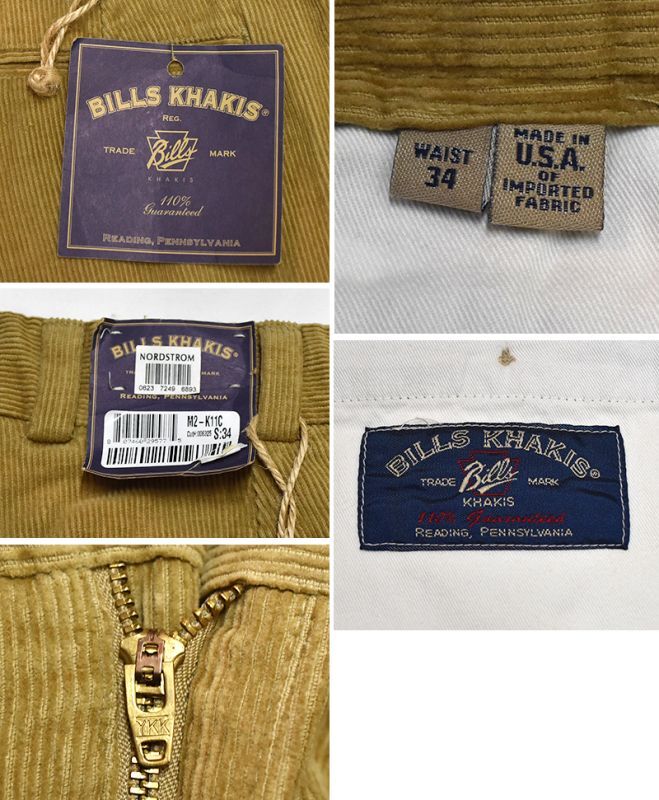 BILLS KHAKIS®
REG.
TRADE Bills MARK
KHAKIS
110%
Guaranteed
READING, PENNSYLVANIA
WAIST
34
MADE IN
U.S.A.
OF
IMPORTED
FABRIC
BILLS KHAKIS®
NORDSTROM
0623 7249 6893
READING, PENNSYLVANIA
M2-K11C
S:34
BILLS KHAKIS®
TRADE Bills MARK
KHAKIS
110% Guaranteed
READING, PENNSYLVANIA
YKK